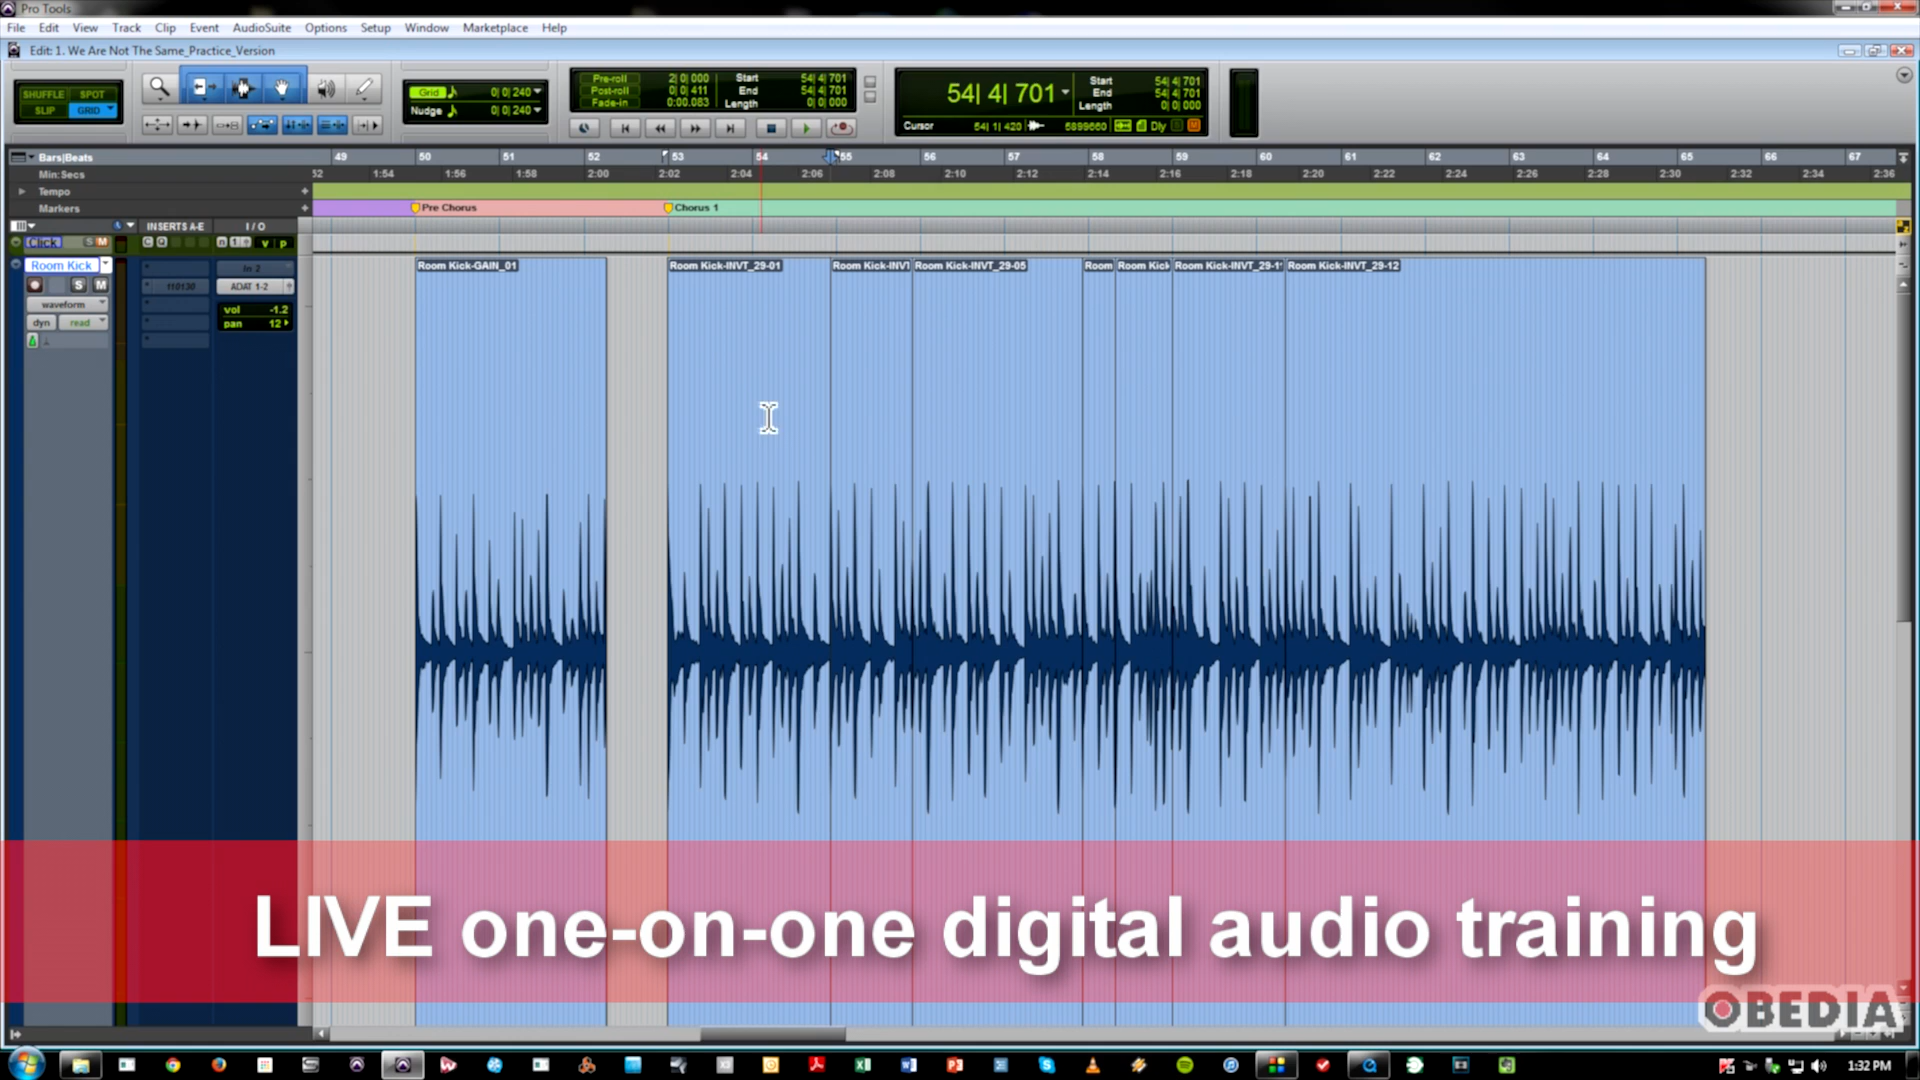 Pro Tools
File Edit View Track Clip Event AudioSuite Options Setup Window Marketplace Help
Edit: 1. We Are Not The Same_Practice_Version
SHUFFLE SPOT
SLIP GRID
Grid 0| 0| 240
Nudge 0| 0| 240
Pre-roll 2| 0| 000
Post-roll 0| 0| 411
Fade-in 0:00.083
Start 54| 4| 701
End 54| 4| 701
Length 0| 0| 000
54| 4| 701
Start 54| 4| 701
End 54| 4| 701
Length 0| 0| 000
Cursor 54| 1| 420 5899660 Dly
Bars|Beats 49 50 51 52 53 54 55 56 57 58 59 60 61 62 63 64 65 66 67
Min:Secs 52 1:54 1:56 1:58 2:00 2:02 2:04 2:06 2:08 2:10 2:12 2:14 2:16 2:18 2:20 2:22 2:24 2:26 2:28 2:30 2:32 2:34 2:36
Tempo
Markers Pre Chorus Chorus 1
INSERTS A-E I / O
Click S M v p
Room Kick In 2
S M 110130 ADAT 1-2
waveform vol -1.2
dyn read pan 12
Room Kick-GAIN_01 Room Kick-INVT_29-01 Room Kick-INVT Room Kick-INVT_29-05 Room Room Kick Room Kick-INVT_29-1 Room Kick-INVT_29-12
LIVE one-on-one digital audio training
OBEDIA
1:32 PM